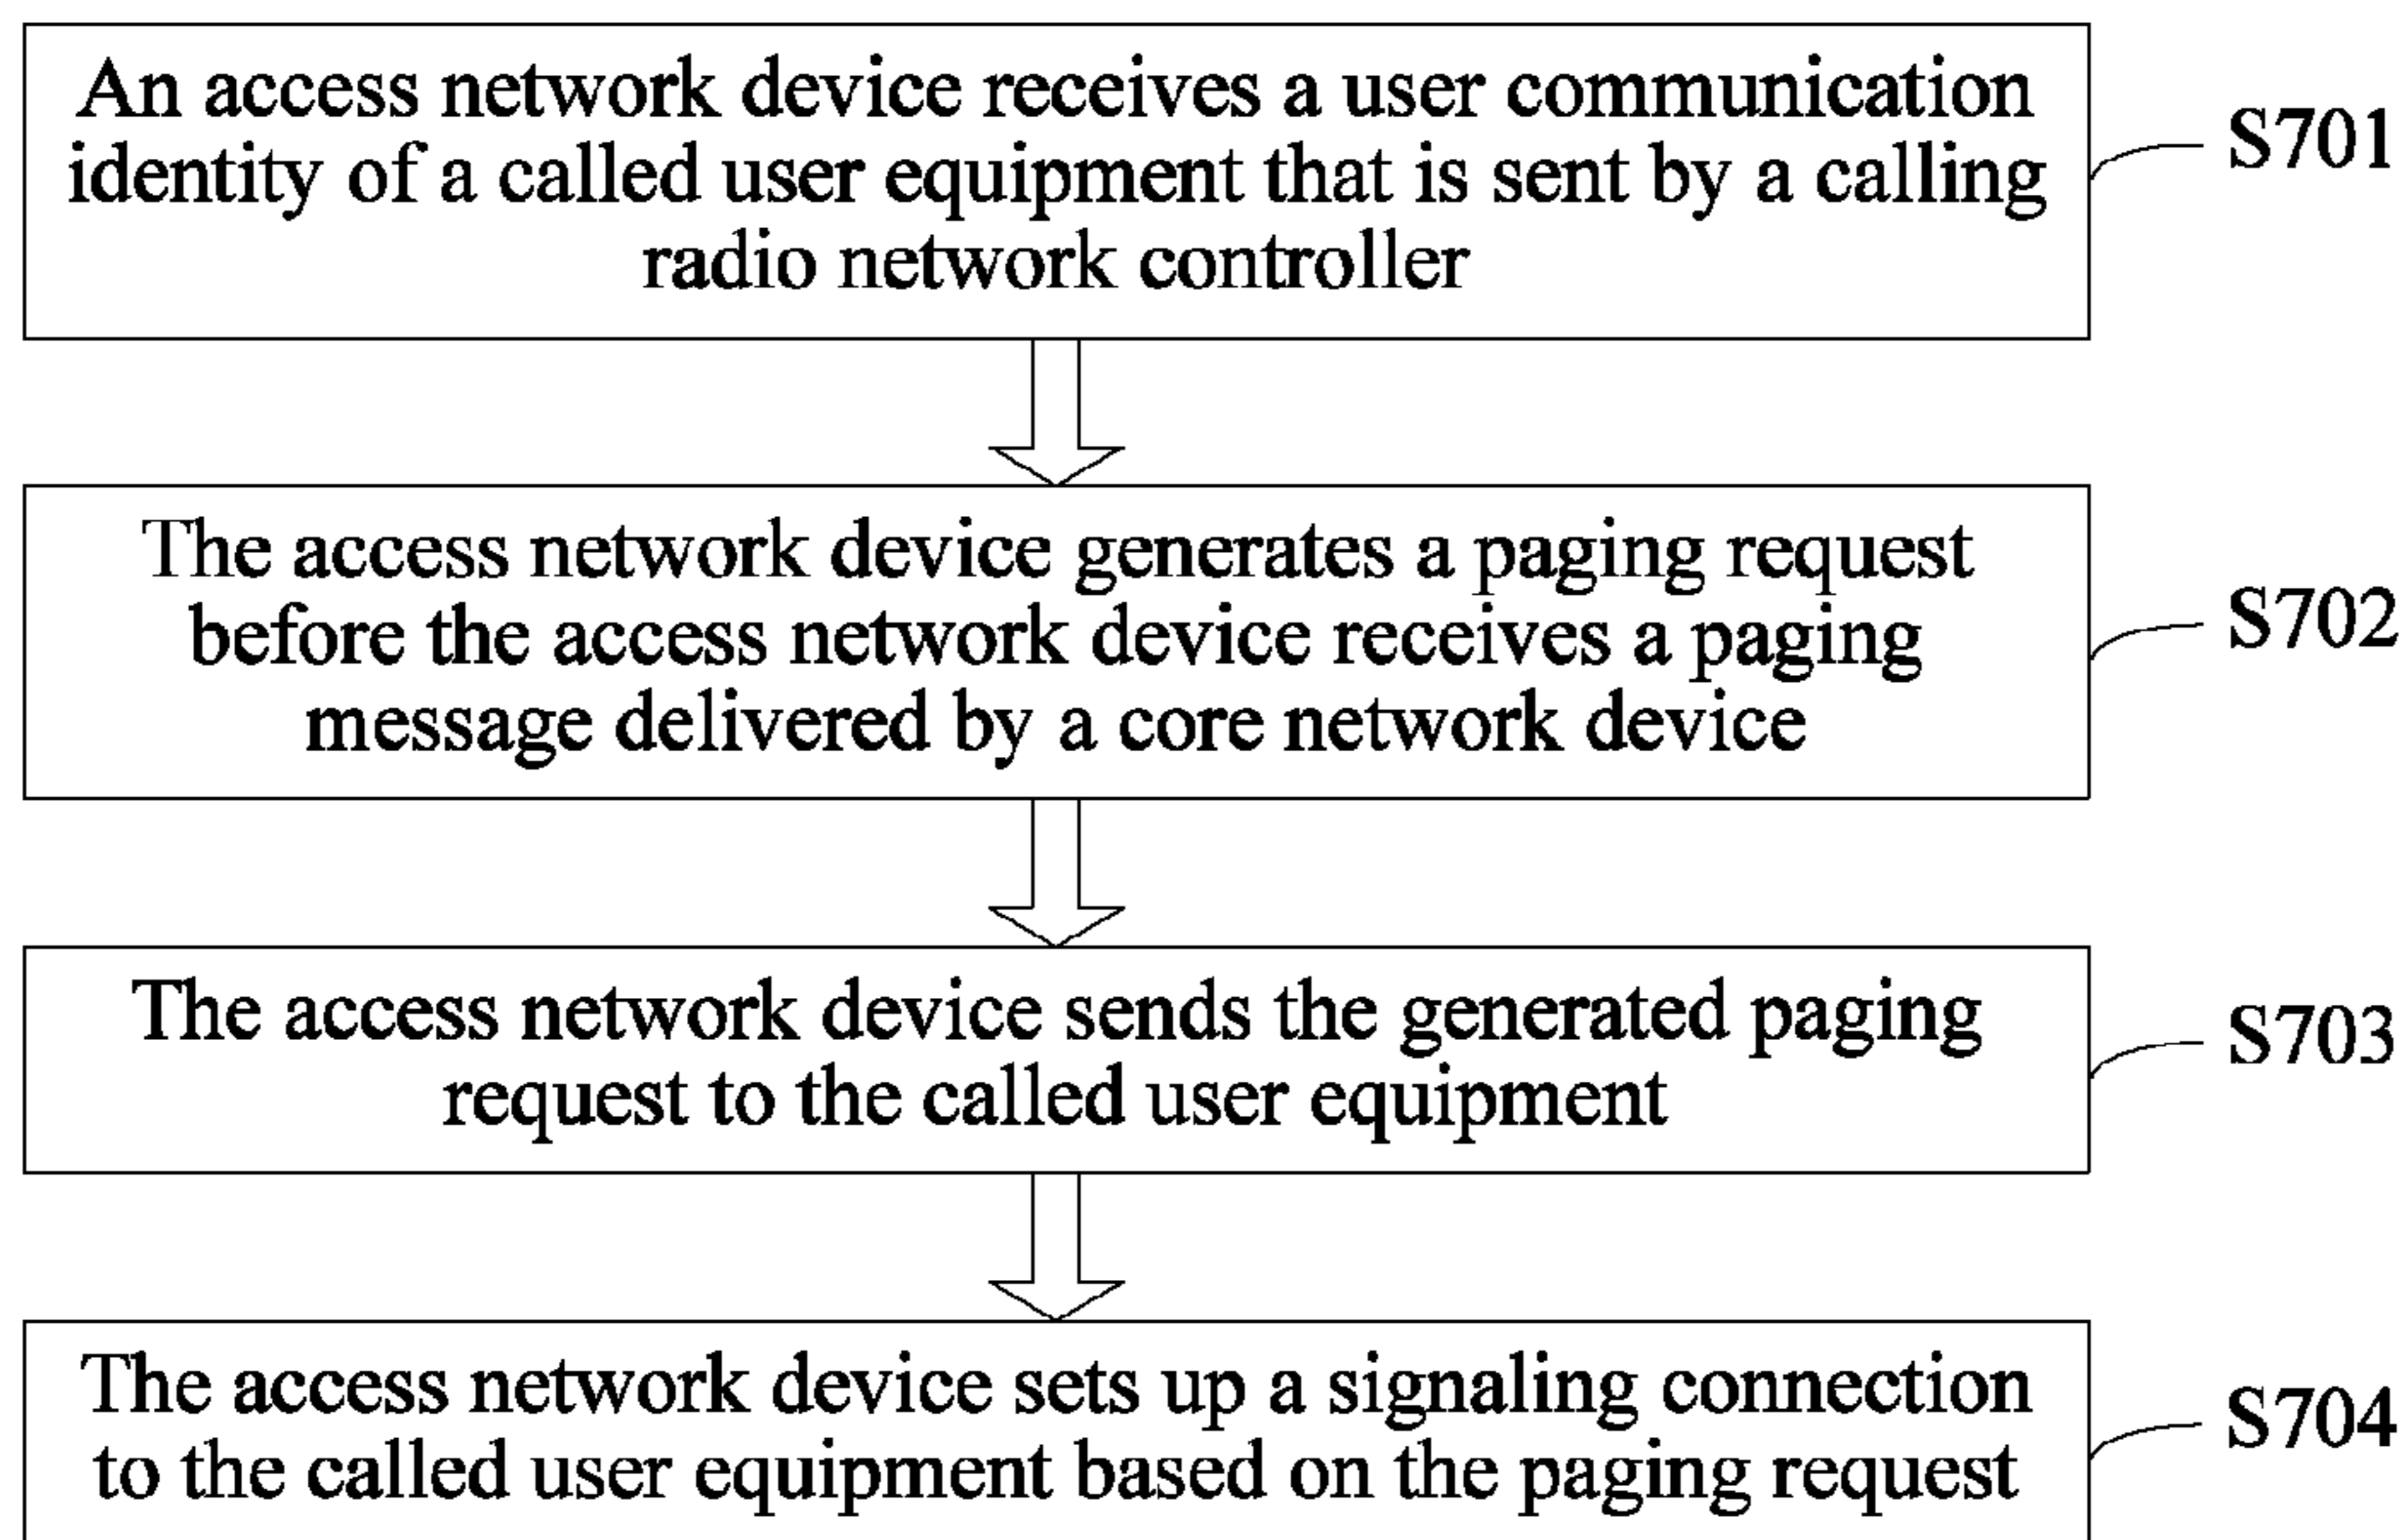 An access network device receives a user communication
identity of a called user equipment that is sent by a calling
radio network controller
S701
The access network device generates a paging request
before the access network device receives a paging
message delivered by a core network device
S702
The access network device sends the generated paging
request to the called user equipment
S703
The access network device sets up a signaling connection
to the called user equipment based on the paging request
S704